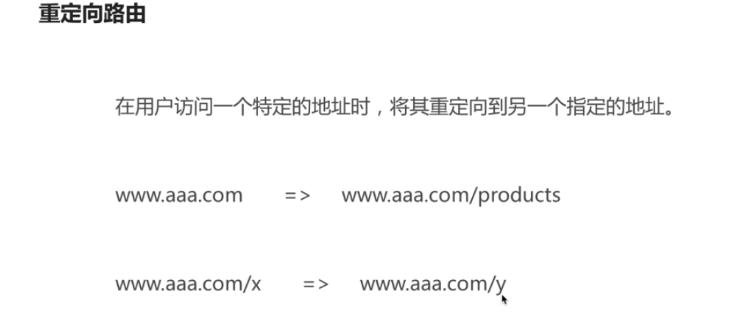 重定向路由
在用户访问一个特定的地址时，将其重定向到另一个指定的地址。
www.aaa.com => www.aaa.com/products
www.aaa.com/x => www.aaa.com/y